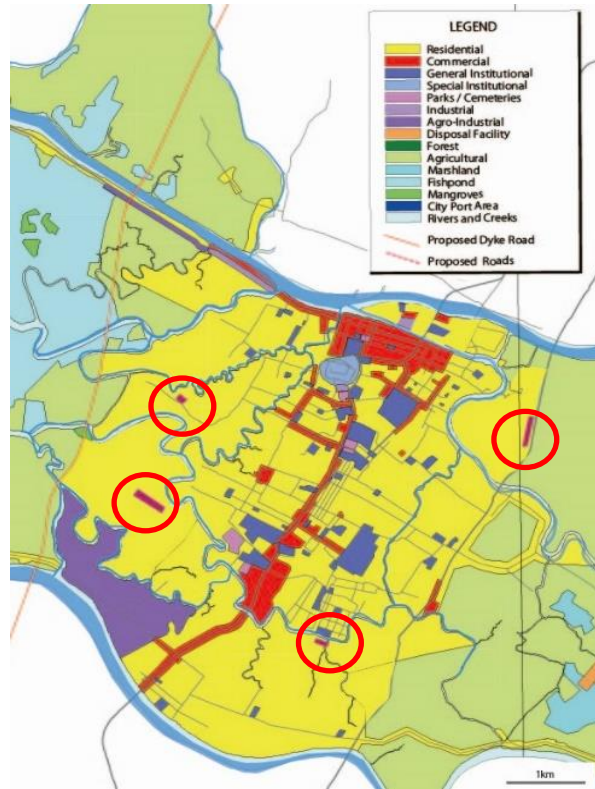 LEGEND
Residential
Commercial
General Institutional
Special Institutional
Parks / Cemeteries
Industrial
Agro-Industrial
Disposal Facility
Forest
Agricultural
Marshland
Fishpond
Mangroves
City Port Area
Rivers and Creeks
Proposed Dyke Road
Proposed Roads
1km